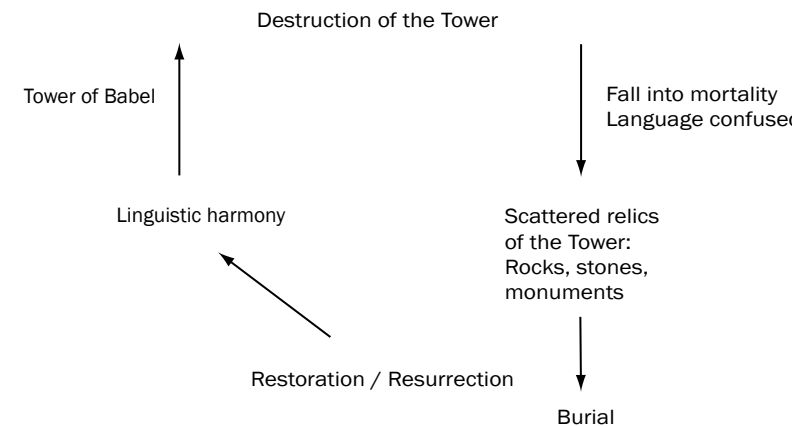 Destruction of the Tower
Tower of Babel
Fall into mortality
Language confused
Linguistic harmony
Scattered relics
of the Tower:
Rocks, stones,
monuments
Restoration / Resurrection
Burial